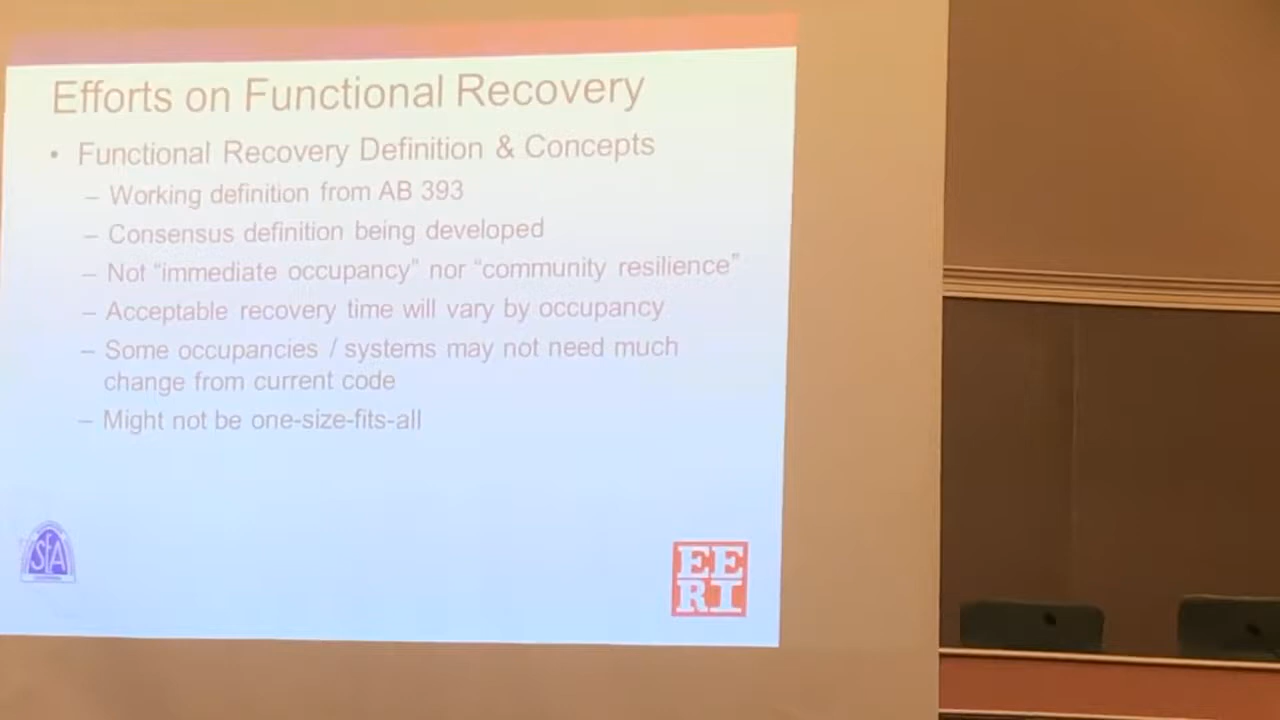 Efforts on Functional Recovery
• Functional Recovery Definition & Concepts
– Working definition from AB 393
– Consensus definition being developed
– Not “immediate occupancy” nor “community resilience”
– Acceptable recovery time will vary by occupancy
– Some occupancies / systems may not need much
change from current code
– Might not be one-size-fits-all
SEA
EE
RI